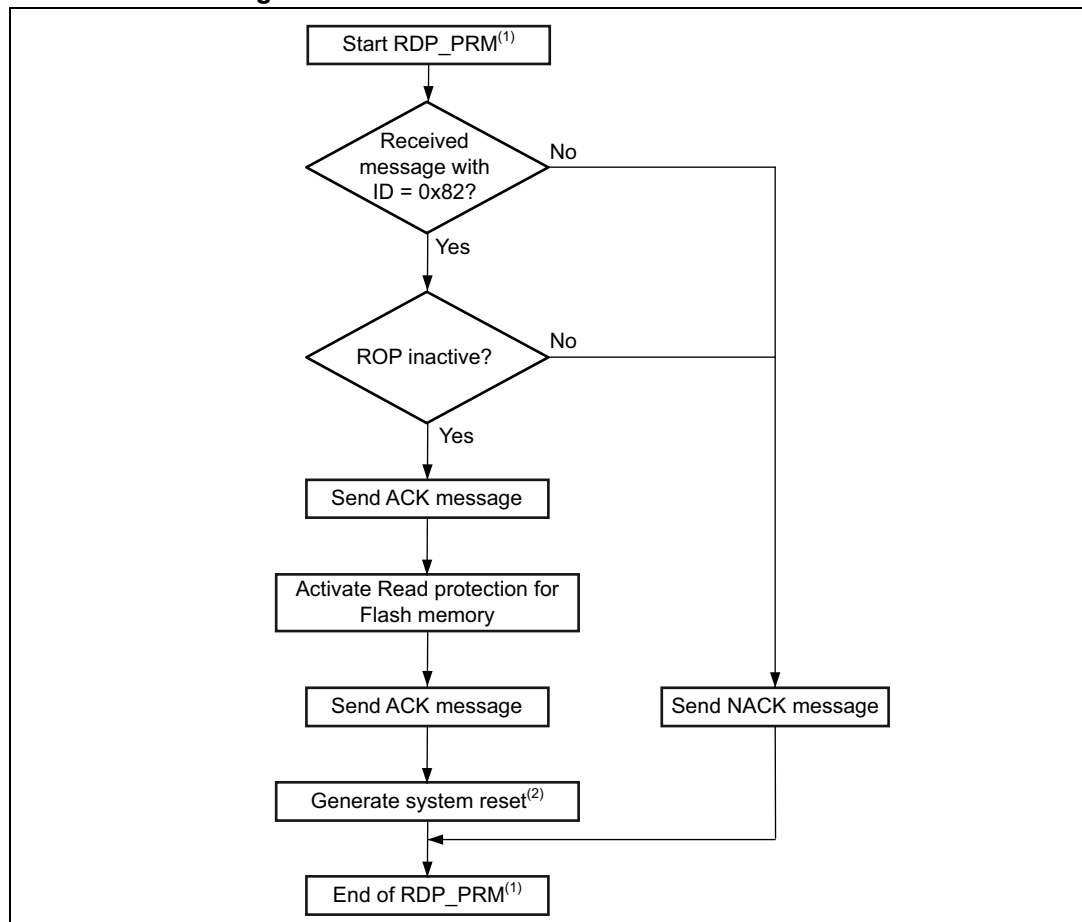 Start RDP_PRM(1)
Received
message with
ID = 0x82?
No
Yes
ROP inactive?
No
Yes
Send ACK message
Activate Read protection for
Flash memory
Send ACK message
Send NACK message
Generate system reset(2)
End of RDP_PRM(1)